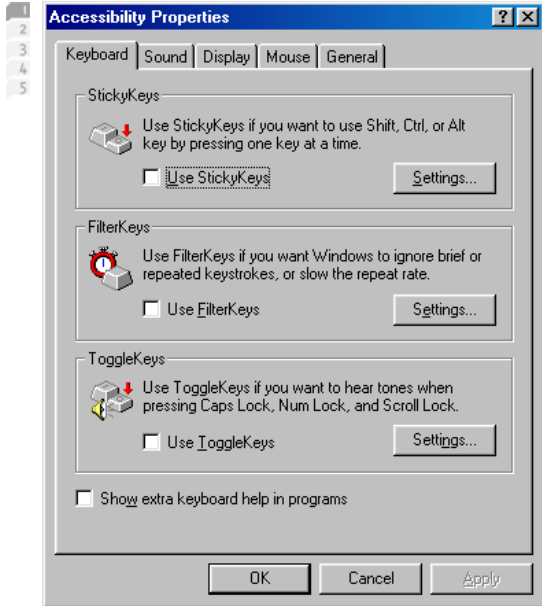 1
2
3
4
5
Accessibility Properties
Keyboard Sound Display Mouse General
StickyKeys
Use StickyKeys if you want to use Shift, Ctrl, or Alt
key by pressing one key at a time.
Use StickyKeys Settings...
FilterKeys
Use FilterKeys if you want Windows to ignore brief or
repeated keystrokes, or slow the repeat rate.
Use FilterKeys Settings...
ToggleKeys
Use ToggleKeys if you want to hear tones when
pressing Caps Lock, Num Lock, and Scroll Lock.
Use ToggleKeys Settings...
Show extra keyboard help in programs
OK Cancel Apply